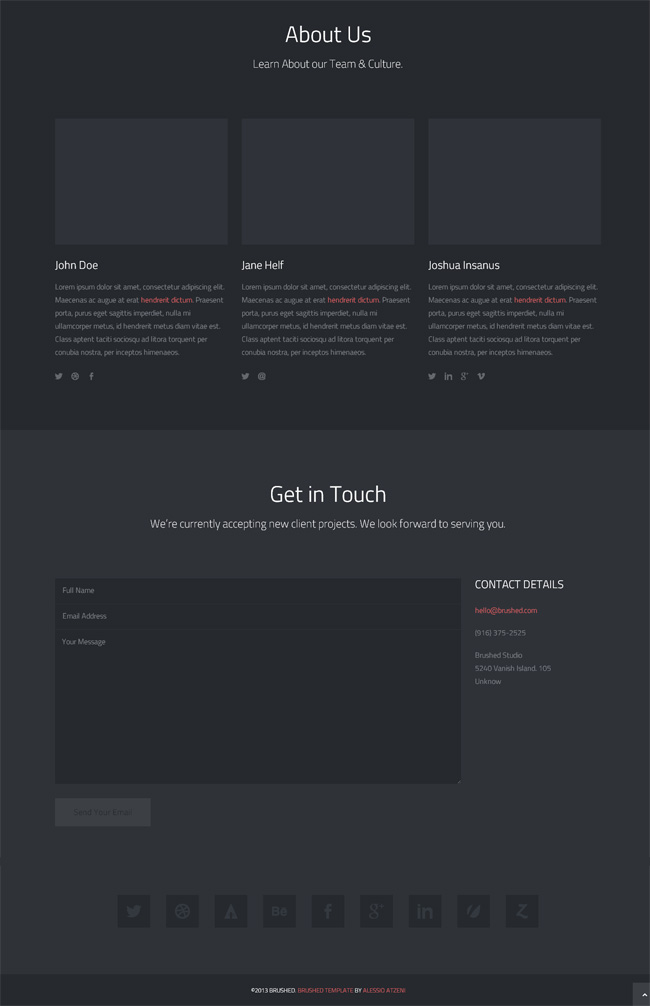 About Us
Learn About our Team & Culture.
John Doe
Lorem ipsum dolor sit amet, consectetur adipiscing elit.
Maecenas ac augue at erat hendrerit dictum. Praesent
porta, purus eget sagittis imperdiet, nulla mi
ullamcorper metus, id hendrerit metus diam vitae est.
Class aptent taciti sociosqu ad litora torquent per
conubia nostra, per inceptos himenaeos.
Jane Helf
Lorem ipsum dolor sit amet, consectetur adipiscing elit.
Maecenas ac augue at erat hendrerit dictum. Praesent
porta, purus eget sagittis imperdiet, nulla mi
ullamcorper metus, id hendrerit metus diam vitae est.
Class aptent taciti sociosqu ad litora torquent per
conubia nostra, per inceptos himenaeos.
Joshua Insanus
Lorem ipsum dolor sit amet, consectetur adipiscing elit.
Maecenas ac augue at erat hendrerit dictum. Praesent
porta, purus eget sagittis imperdiet, nulla mi
ullamcorper metus, id hendrerit metus diam vitae est.
Class aptent taciti sociosqu ad litora torquent per
conubia nostra, per inceptos himenaeos.
Get in Touch
We're currently accepting new client projects. We look forward to serving you.
Full Name
Email Address
Your Message
Send Your Email
CONTACT DETAILS
hello@brushed.com
(916) 375-2525
Brushed Studio
5240 Vanish Island. 105
Unknow
©2013 BRUSHED. BRUSHED TEMPLATE BY ALESSIO ATZENI